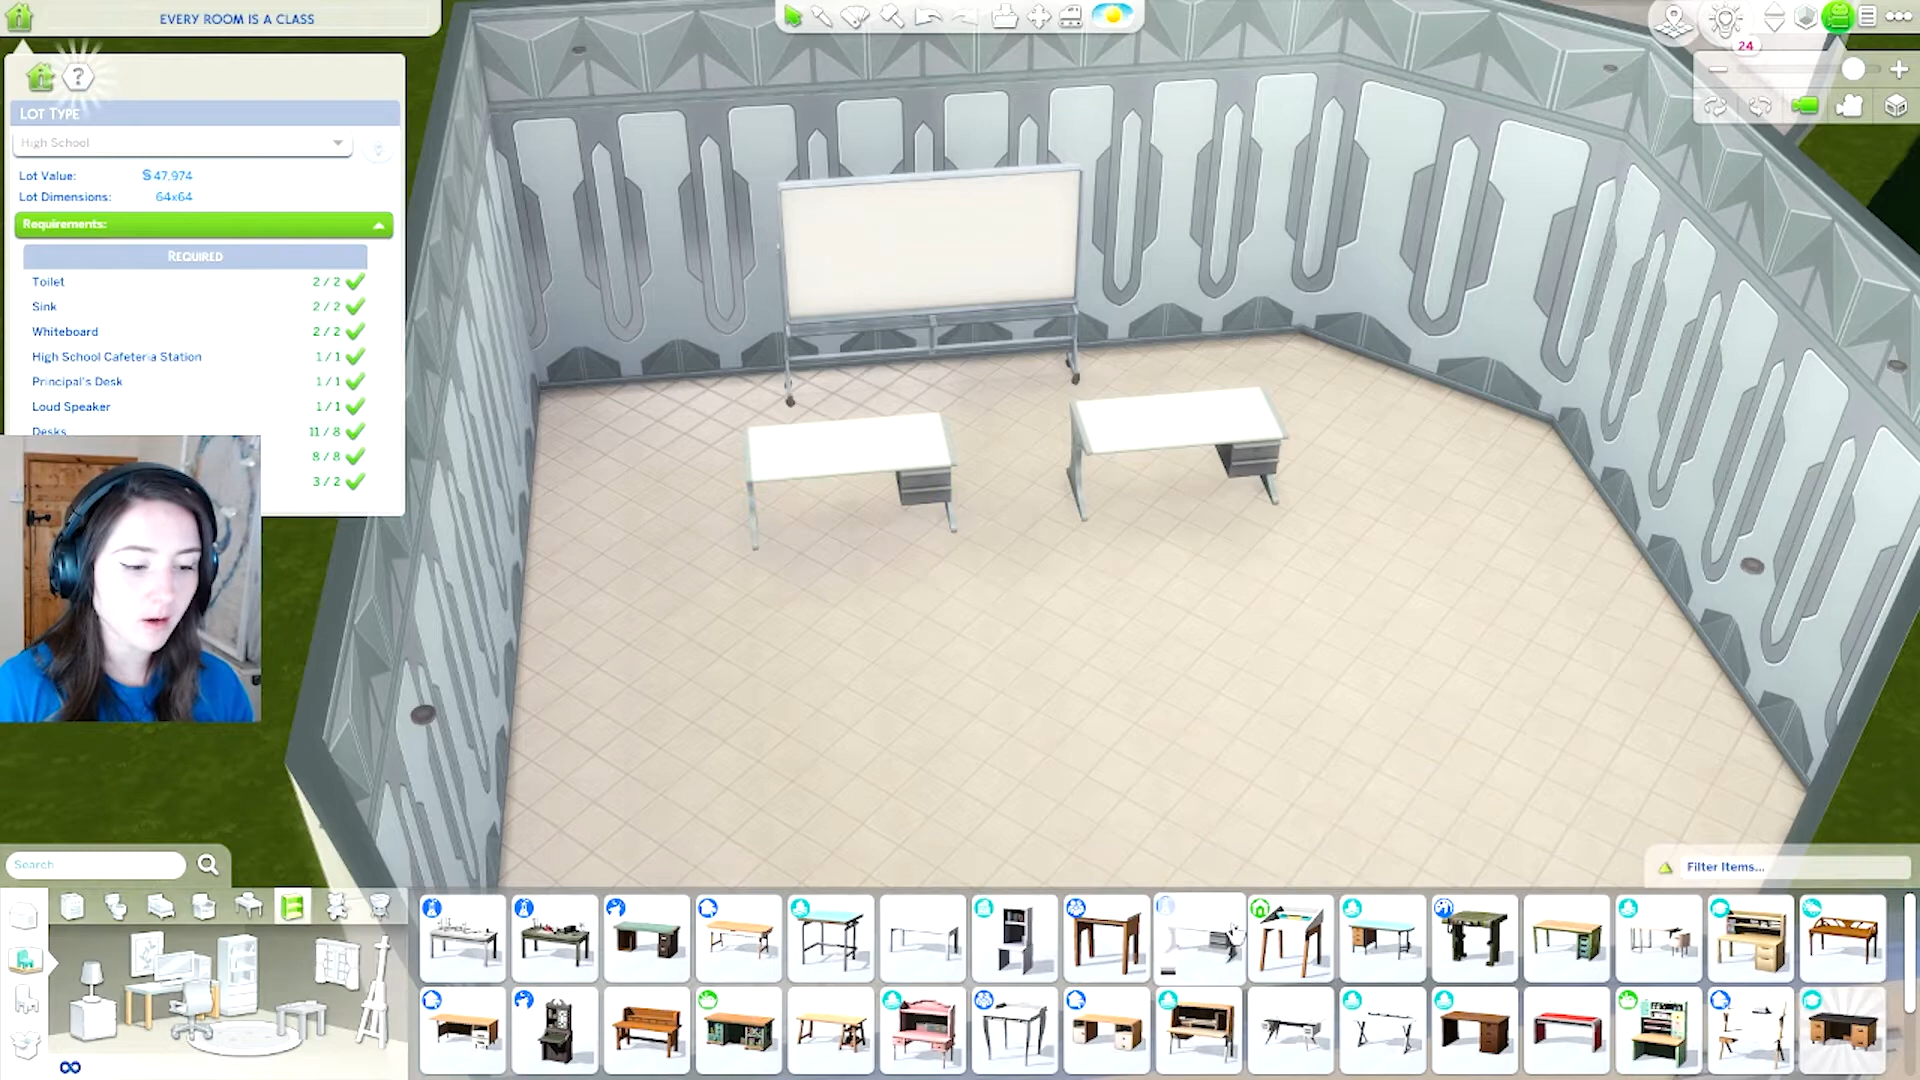 EVERY ROOM IS A CLASS
24
LOT TYPE
High School
Lot Value: §47,974
Lot Dimensions: 64x64
Requirements:
REQUIRED
Toilet 2 / 2
Sink 2 / 2
Whiteboard 2 / 2
High School Cafeteria Station 1 / 1
Principal's Desk 1 / 1
Loud Speaker 1 / 1
Desks 11 / 8
8 / 8
3 / 2
Search
Filter Items...